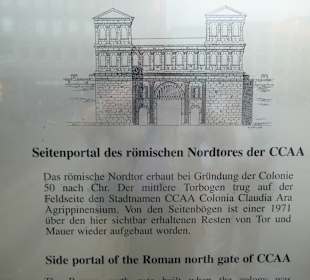 Seitenportal des römischen Nordtores der CCAA
Das römische Nordtor erbaut bei Gründung der Colonie
50 nach Chr. Der mittlere Torbogen trug auf der
Feldseite den Stadtnamen CCAA Colonia Claudia Ara
Agrippinensium. Von den Seitenbögen ist einer 1971
über den hier sichtbar erhaltenen Resten von Tor und
Mauer wieder aufgebaut worden.
Side portal of the Roman north gate of CCAA